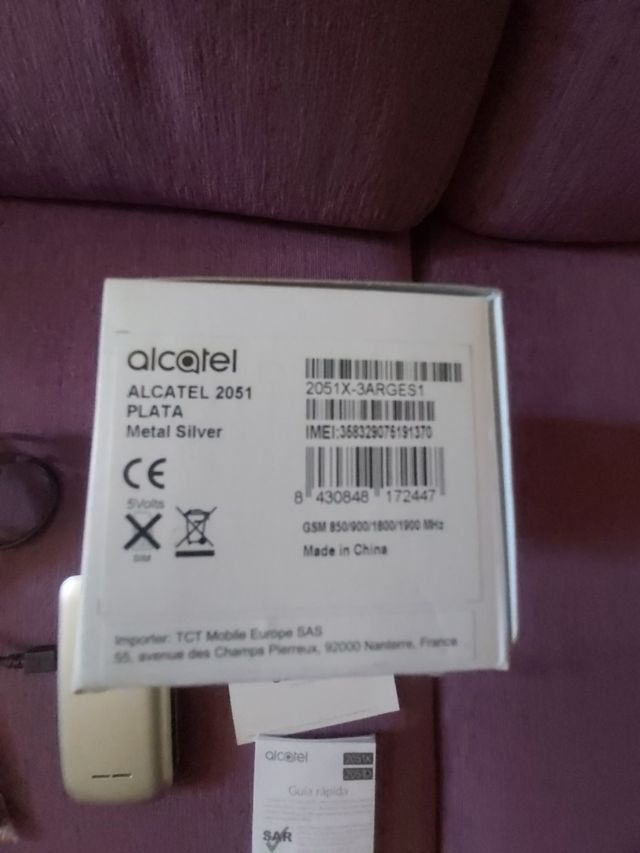 alcatel
ALCATEL 2051
PLATA
Metal Silver
CE
5Volts
SIM
2051X-3ARGES1
IMEI:358329075191370
8 430848 172447
GSM 850/900/1800/1900 MHz
Made in China
Importer: TCT Mobile Europe SAS
55, avenue des Champs Pierreux, 92000 Nanterre, France
alcatel
2051X
2051D
Guía rápida
SAR